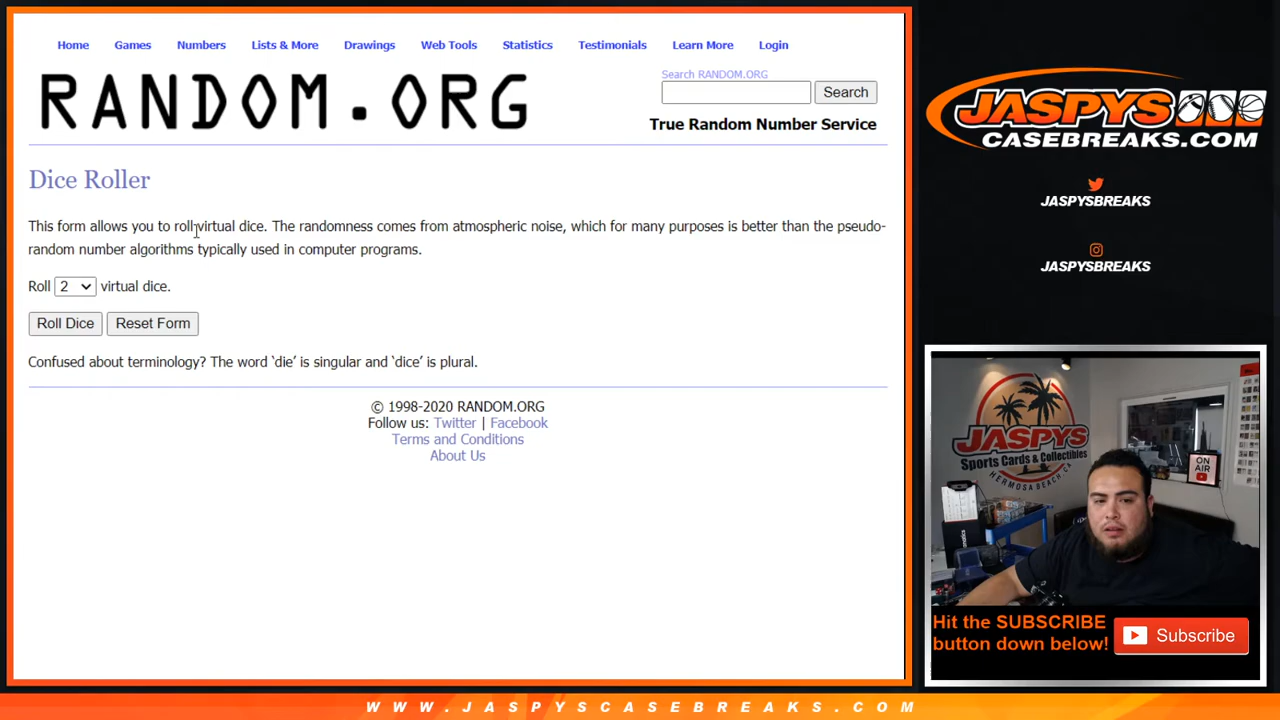 Home Games Numbers Lists & More Drawings Web Tools Statistics Testimonials Learn More Login
RANDOM.ORG
Search RANDOM.ORG
Search
True Random Number Service
Dice Roller
This form allows you to roll virtual dice. The randomness comes from atmospheric noise, which for many purposes is better than the pseudo-
random number algorithms typically used in computer programs.
Roll 2 virtual dice.
Roll Dice Reset Form
Confused about terminology? The word ‘die’ is singular and ‘dice’ is plural.
© 1998-2020 RANDOM.ORG
Follow us: Twitter | Facebook
Terms and Conditions
About Us
JASPYS
CASEBREAKS.COM
JASPYSBREAKS
JASPYSBREAKS
JASPYS
Sports Cards & Collectibles
HERMOSA BEACH, CA
ON
AIR
Hit the SUBSCRIBE
button down below!
Subscribe
WWW.JASPYSCASEBREAKS.COM